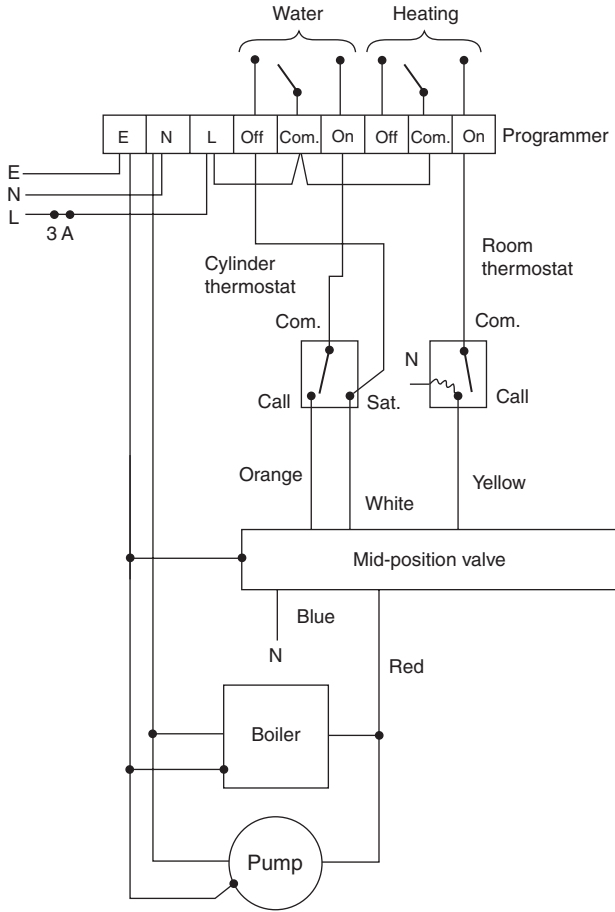 Water Heating
E N L Off Com. On Off Com. On Programmer
E
N
L
3 A
Cylinder
thermostat
Room
thermostat
Com. Com.
N
Call Sat. Call
Orange
White
Yellow
Mid-position valve
Blue
N
Red
Boiler
Pump